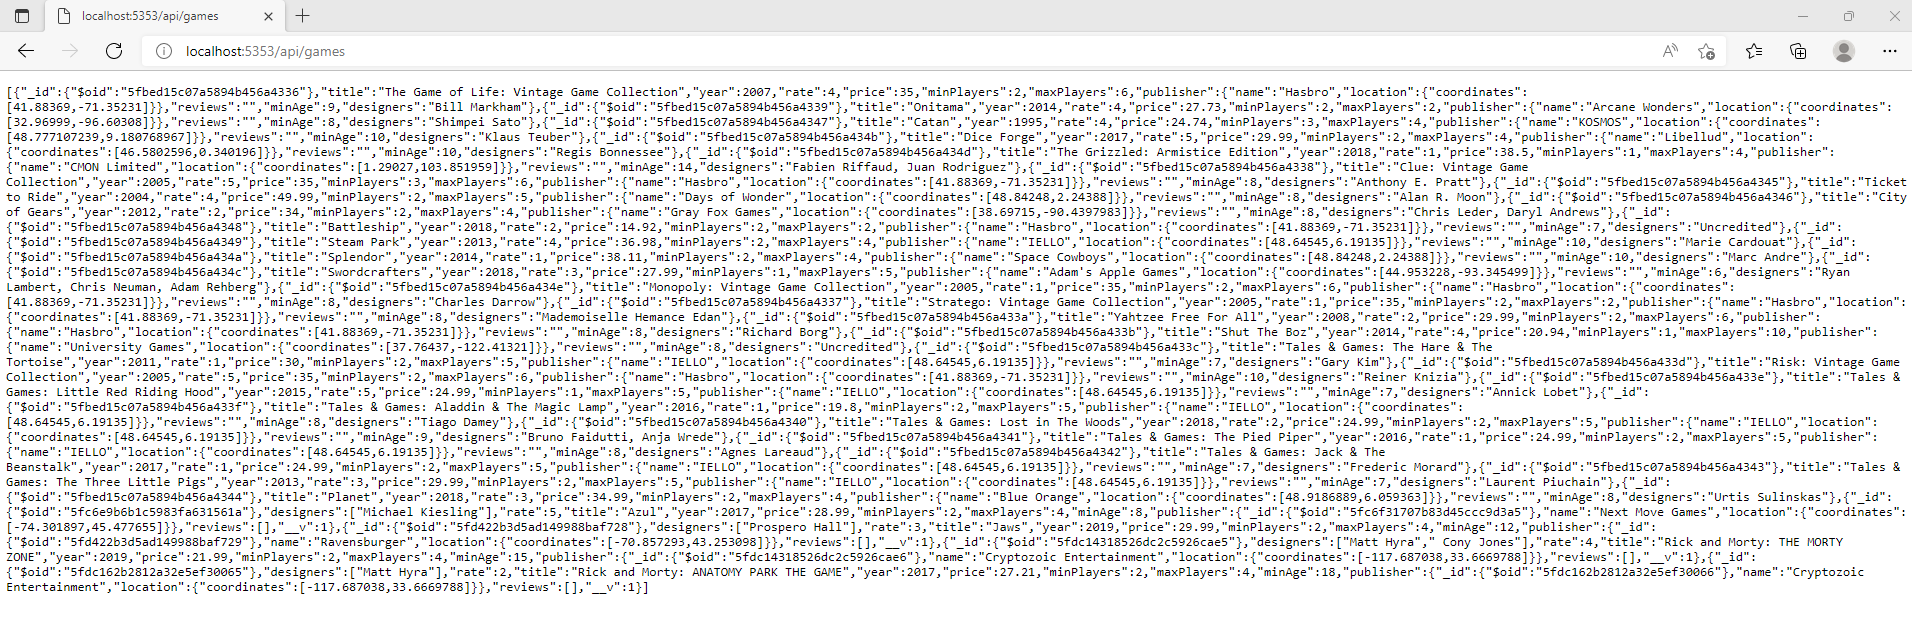 localhost:5353/api/games
localhost:5353/api/games
[{"_id":{"$oid":"5fbed15c07a5894b456a4336"},"title":"The Game of Life: Vintage Game Collection","year":2007,"rate":4,"price":35,"minPlayers":2,"maxPlayers":6,"publisher":{"name":"Hasbro","location":{"coordinates":
[41.88369,-71.35231]}},"reviews":"","minAge":9,"designers":"Bill Markham"},{"_id":{"$oid":"5fbed15c07a5894b456a4339"},"title":"Onitama","year":2014,"rate":4,"price":27.73,"minPlayers":2,"maxPlayers":2,"publisher":{"name":"Arcane Wonders","location":{"coordinates":
[32.96999,-96.60308]}},"reviews":"","minAge":8,"designers":"Shimpei Sato"},{"_id":{"$oid":"5fbed15c07a5894b456a4347"},"title":"Catan","year":1995,"rate":4,"price":24.74,"minPlayers":3,"maxPlayers":4,"publisher":{"name":"KOSMOS","location":{"coordinates":
[48.777107239,9.180768967]}},"reviews":"","minAge":10,"designers":"Klaus Teuber"},{"_id":{"$oid":"5fbed15c07a5894b456a434b"},"title":"Dice Forge","year":2017,"rate":5,"price":29.99,"minPlayers":2,"maxPlayers":4,"publisher":{"name":"Libellud","location":
{"coordinates":[46.5802596,0.340196]}},"reviews":"","minAge":10,"designers":"Regis Bonnessee"},{"_id":{"$oid":"5fbed15c07a5894b456a434d"},"title":"The Grizzled: Armistice Edition","year":2018,"rate":1,"price":38.5,"minPlayers":1,"maxPlayers":4,"publisher":
{"name":"CMON Limited","location":{"coordinates":[1.29027,103.851959]}},"reviews":"","minAge":14,"designers":"Fabien Riffaud, Juan Rodriguez"},{"_id":{"$oid":"5fbed15c07a5894b456a4338"},"title":"Clue: Vintage Game
Collection","year":2005,"rate":5,"price":35,"minPlayers":3,"maxPlayers":6,"publisher":{"name":"Hasbro","location":{"coordinates":[41.88369,-71.35231]}},"reviews":"","minAge":8,"designers":"Anthony E. Pratt"},{"_id":{"$oid":"5fbed15c07a5894b456a4345"},"title":"Ticket
to Ride","year":2004,"rate":4,"price":49.99,"minPlayers":2,"maxPlayers":5,"publisher":{"name":"Days of Wonder","location":{"coordinates":[48.84248,2.24388]}},"reviews":"","minAge":8,"designers":"Alan R. Moon"},{"_id":{"$oid":"5fbed15c07a5894b456a4346"},"title":"City
of Gears","year":2012,"rate":2,"price":34,"minPlayers":2,"maxPlayers":4,"publisher":{"name":"Gray Fox Games","location":{"coordinates":[38.69715,-90.4397983]}},"reviews":"","minAge":8,"designers":"Chris Leder, Daryl Andrews"},{"_id":
{"$oid":"5fbed15c07a5894b456a4348"},"title":"Battleship","year":2018,"rate":2,"price":14.92,"minPlayers":2,"maxPlayers":2,"publisher":{"name":"Hasbro","location":{"coordinates":[41.88369,-71.35231]}},"reviews":"","minAge":7,"designers":"Uncredited"},{"_id":
{"$oid":"5fbed15c07a5894b456a4349"},"title":"Steam Park","year":2013,"rate":4,"price":36.98,"minPlayers":2,"maxPlayers":4,"publisher":{"name":"IELLO","location":{"coordinates":[48.64545,6.19135]}},"reviews":"","minAge":10,"designers":"Marie Cardouat"},{"_id":
{"$oid":"5fbed15c07a5894b456a434a"},"title":"Splendor","year":2014,"rate":1,"price":38.11,"minPlayers":2,"maxPlayers":4,"publisher":{"name":"Space Cowboys","location":{"coordinates":[48.84248,2.24388]}},"reviews":"","minAge":10,"designers":"Marc Andre"},{"_id":
{"$oid":"5fbed15c07a5894b456a434c"},"title":"Swordcrafters","year":2018,"rate":3,"price":27.99,"minPlayers":1,"maxPlayers":5,"publisher":{"name":"Adam's Apple Games","location":{"coordinates":[44.953228,-93.345499]}},"reviews":"","minAge":6,"designers":"Ryan
Lambert, Chris Neuman, Adam Rehberg"},{"_id":{"$oid":"5fbed15c07a5894b456a434e"},"title":"Monopoly: Vintage Game Collection","year":2005,"rate":1,"price":35,"minPlayers":2,"maxPlayers":6,"publisher":{"name":"Hasbro","location":{"coordinates":
[41.88369,-71.35231]}},"reviews":"","minAge":8,"designers":"Charles Darrow"},{"_id":{"$oid":"5fbed15c07a5894b456a4337"},"title":"Stratego: Vintage Game Collection","year":2005,"rate":1,"price":35,"minPlayers":2,"maxPlayers":2,"publisher":{"name":"Hasbro","location":
{"coordinates":[41.88369,-71.35231]}},"reviews":"","minAge":8,"designers":"Mademoiselle Hemance Edan"},{"_id":{"$oid":"5fbed15c07a5894b456a433a"},"title":"Yahtzee Free For All","year":2008,"rate":2,"price":29.99,"minPlayers":2,"maxPlayers":6,"publisher":
{"name":"Hasbro","location":{"coordinates":[41.88369,-71.35231]}},"reviews":"","minAge":8,"designers":"Richard Borg"},{"_id":{"$oid":"5fbed15c07a5894b456a433b"},"title":"Shut The Boz","year":2014,"rate":4,"price":20.94,"minPlayers":1,"maxPlayers":10,"publisher":
{"name":"University Games","location":{"coordinates":[37.76437,-122.41321]}},"reviews":"","minAge":8,"designers":"Uncredited"},{"_id":{"$oid":"5fbed15c07a5894b456a433c"},"title":"Tales & Games: The Hare & The
Tortoise","year":2011,"rate":1,"price":30,"minPlayers":2,"maxPlayers":5,"publisher":{"name":"IELLO","location":{"coordinates":[48.64545,6.19135]}},"reviews":"","minAge":7,"designers":"Gary Kim"},{"_id":{"$oid":"5fbed15c07a5894b456a433d"},"title":"Risk: Vintage Game
Collection","year":2005,"rate":5,"price":35,"minPlayers":2,"maxPlayers":6,"publisher":{"name":"Hasbro","location":{"coordinates":[41.88369,-71.35231]}},"reviews":"","minAge":10,"designers":"Reiner Knizia"},{"_id":{"$oid":"5fbed15c07a5894b456a433e"},"title":"Tales &
Games: Little Red Riding Hood","year":2015,"rate":5,"price":24.99,"minPlayers":1,"maxPlayers":5,"publisher":{"name":"IELLO","location":{"coordinates":[48.64545,6.19135]}},"reviews":"","minAge":7,"designers":"Annick Lobet"},{"_id":
{"$oid":"5fbed15c07a5894b456a433f"},"title":"Tales & Games: Aladdin & The Magic Lamp","year":2016,"rate":1,"price":19.8,"minPlayers":2,"maxPlayers":5,"publisher":{"name":"IELLO","location":{"coordinates":
[48.64545,6.19135]}},"reviews":"","minAge":8,"designers":"Tiago Damey"},{"_id":{"$oid":"5fbed15c07a5894b456a4340"},"title":"Tales & Games: Lost in The Woods","year":2018,"rate":2,"price":24.99,"minPlayers":2,"maxPlayers":5,"publisher":{"name":"IELLO","location":
{"coordinates":[48.64545,6.19135]}},"reviews":"","minAge":9,"designers":"Bruno Faidutti, Anja Wrede"},{"_id":{"$oid":"5fbed15c07a5894b456a4341"},"title":"Tales & Games: The Pied Piper","year":2016,"rate":1,"price":24.99,"minPlayers":2,"maxPlayers":5,"publisher":
{"name":"IELLO","location":{"coordinates":[48.64545,6.19135]}},"reviews":"","minAge":8,"designers":"Agnes Lareaud"},{"_id":{"$oid":"5fbed15c07a5894b456a4342"},"title":"Tales & Games: Jack & The
Beanstalk","year":2017,"rate":1,"price":24.99,"minPlayers":2,"maxPlayers":5,"publisher":{"name":"IELLO","location":{"coordinates":[48.64545,6.19135]}},"reviews":"","minAge":7,"designers":"Frederic Morard"},{"_id":{"$oid":"5fbed15c07a5894b456a4343"},"title":"Tales &
Games: The Three Little Pigs","year":2013,"rate":3,"price":29.99,"minPlayers":2,"maxPlayers":5,"publisher":{"name":"IELLO","location":{"coordinates":[48.64545,6.19135]}},"reviews":"","minAge":7,"designers":"Laurent Piuchain"},{"_id":
{"$oid":"5fbed15c07a5894b456a4344"},"title":"Planet","year":2018,"rate":3,"price":34.99,"minPlayers":2,"maxPlayers":4,"publisher":{"name":"Blue Orange","location":{"coordinates":[48.9186889,6.059363]}},"reviews":"","minAge":8,"designers":"Urtis Sulinskas"},{"_id":
{"$oid":"5fc6e9b6b1c5983fa631561a"},"designers":["Michael Kiesling"],"rate":5,"title":"Azul","year":2017,"price":28.99,"minPlayers":2,"maxPlayers":4,"minAge":8,"publisher":{"_id":{"$oid":"5fc6f31707b83d45ccc9d3a5"},"name":"Next Move Games","location":{"coordinates":
[-74.301897,45.477655]}},"reviews":[],"__v":1},{"_id":{"$oid":"5fd422b3d5ad149988baf728"},"designers":["Prospero Hall"],"rate":3,"title":"Jaws","year":2019,"price":29.99,"minPlayers":2,"maxPlayers":4,"minAge":12,"publisher":{"_id":
{"$oid":"5fd422b3d5ad149988baf729"},"name":"Ravensburger","location":{"coordinates":[-70.857293,43.253098]}},"reviews":[],"__v":1},{"_id":{"$oid":"5fdc14318526dc2c5926cae5"},"designers":["Matt Hyra"," Cony Jones"],"rate":4,"title":"Rick and Morty: THE MORTY
ZONE","year":2019,"price":21.99,"minPlayers":2,"maxPlayers":4,"minAge":15,"publisher":{"_id":{"$oid":"5fdc14318526dc2c5926cae6"},"name":"Cryptozoic Entertainment","location":{"coordinates":[-117.687038,33.6669788]}},"reviews":[],"__v":1},{"_id":
{"$oid":"5fdc162b2812a32e5ef30065"},"designers":["Matt Hyra"],"rate":2,"title":"Rick and Morty: ANATOMY PARK THE GAME","year":2017,"price":27.21,"minPlayers":2,"maxPlayers":4,"minAge":18,"publisher":{"_id":{"$oid":"5fdc162b2812a32e5ef30066"},"name":"Cryptozoic
Entertainment","location":{"coordinates":[-117.687038,33.6669788]}},"reviews":[],"__v":1}]